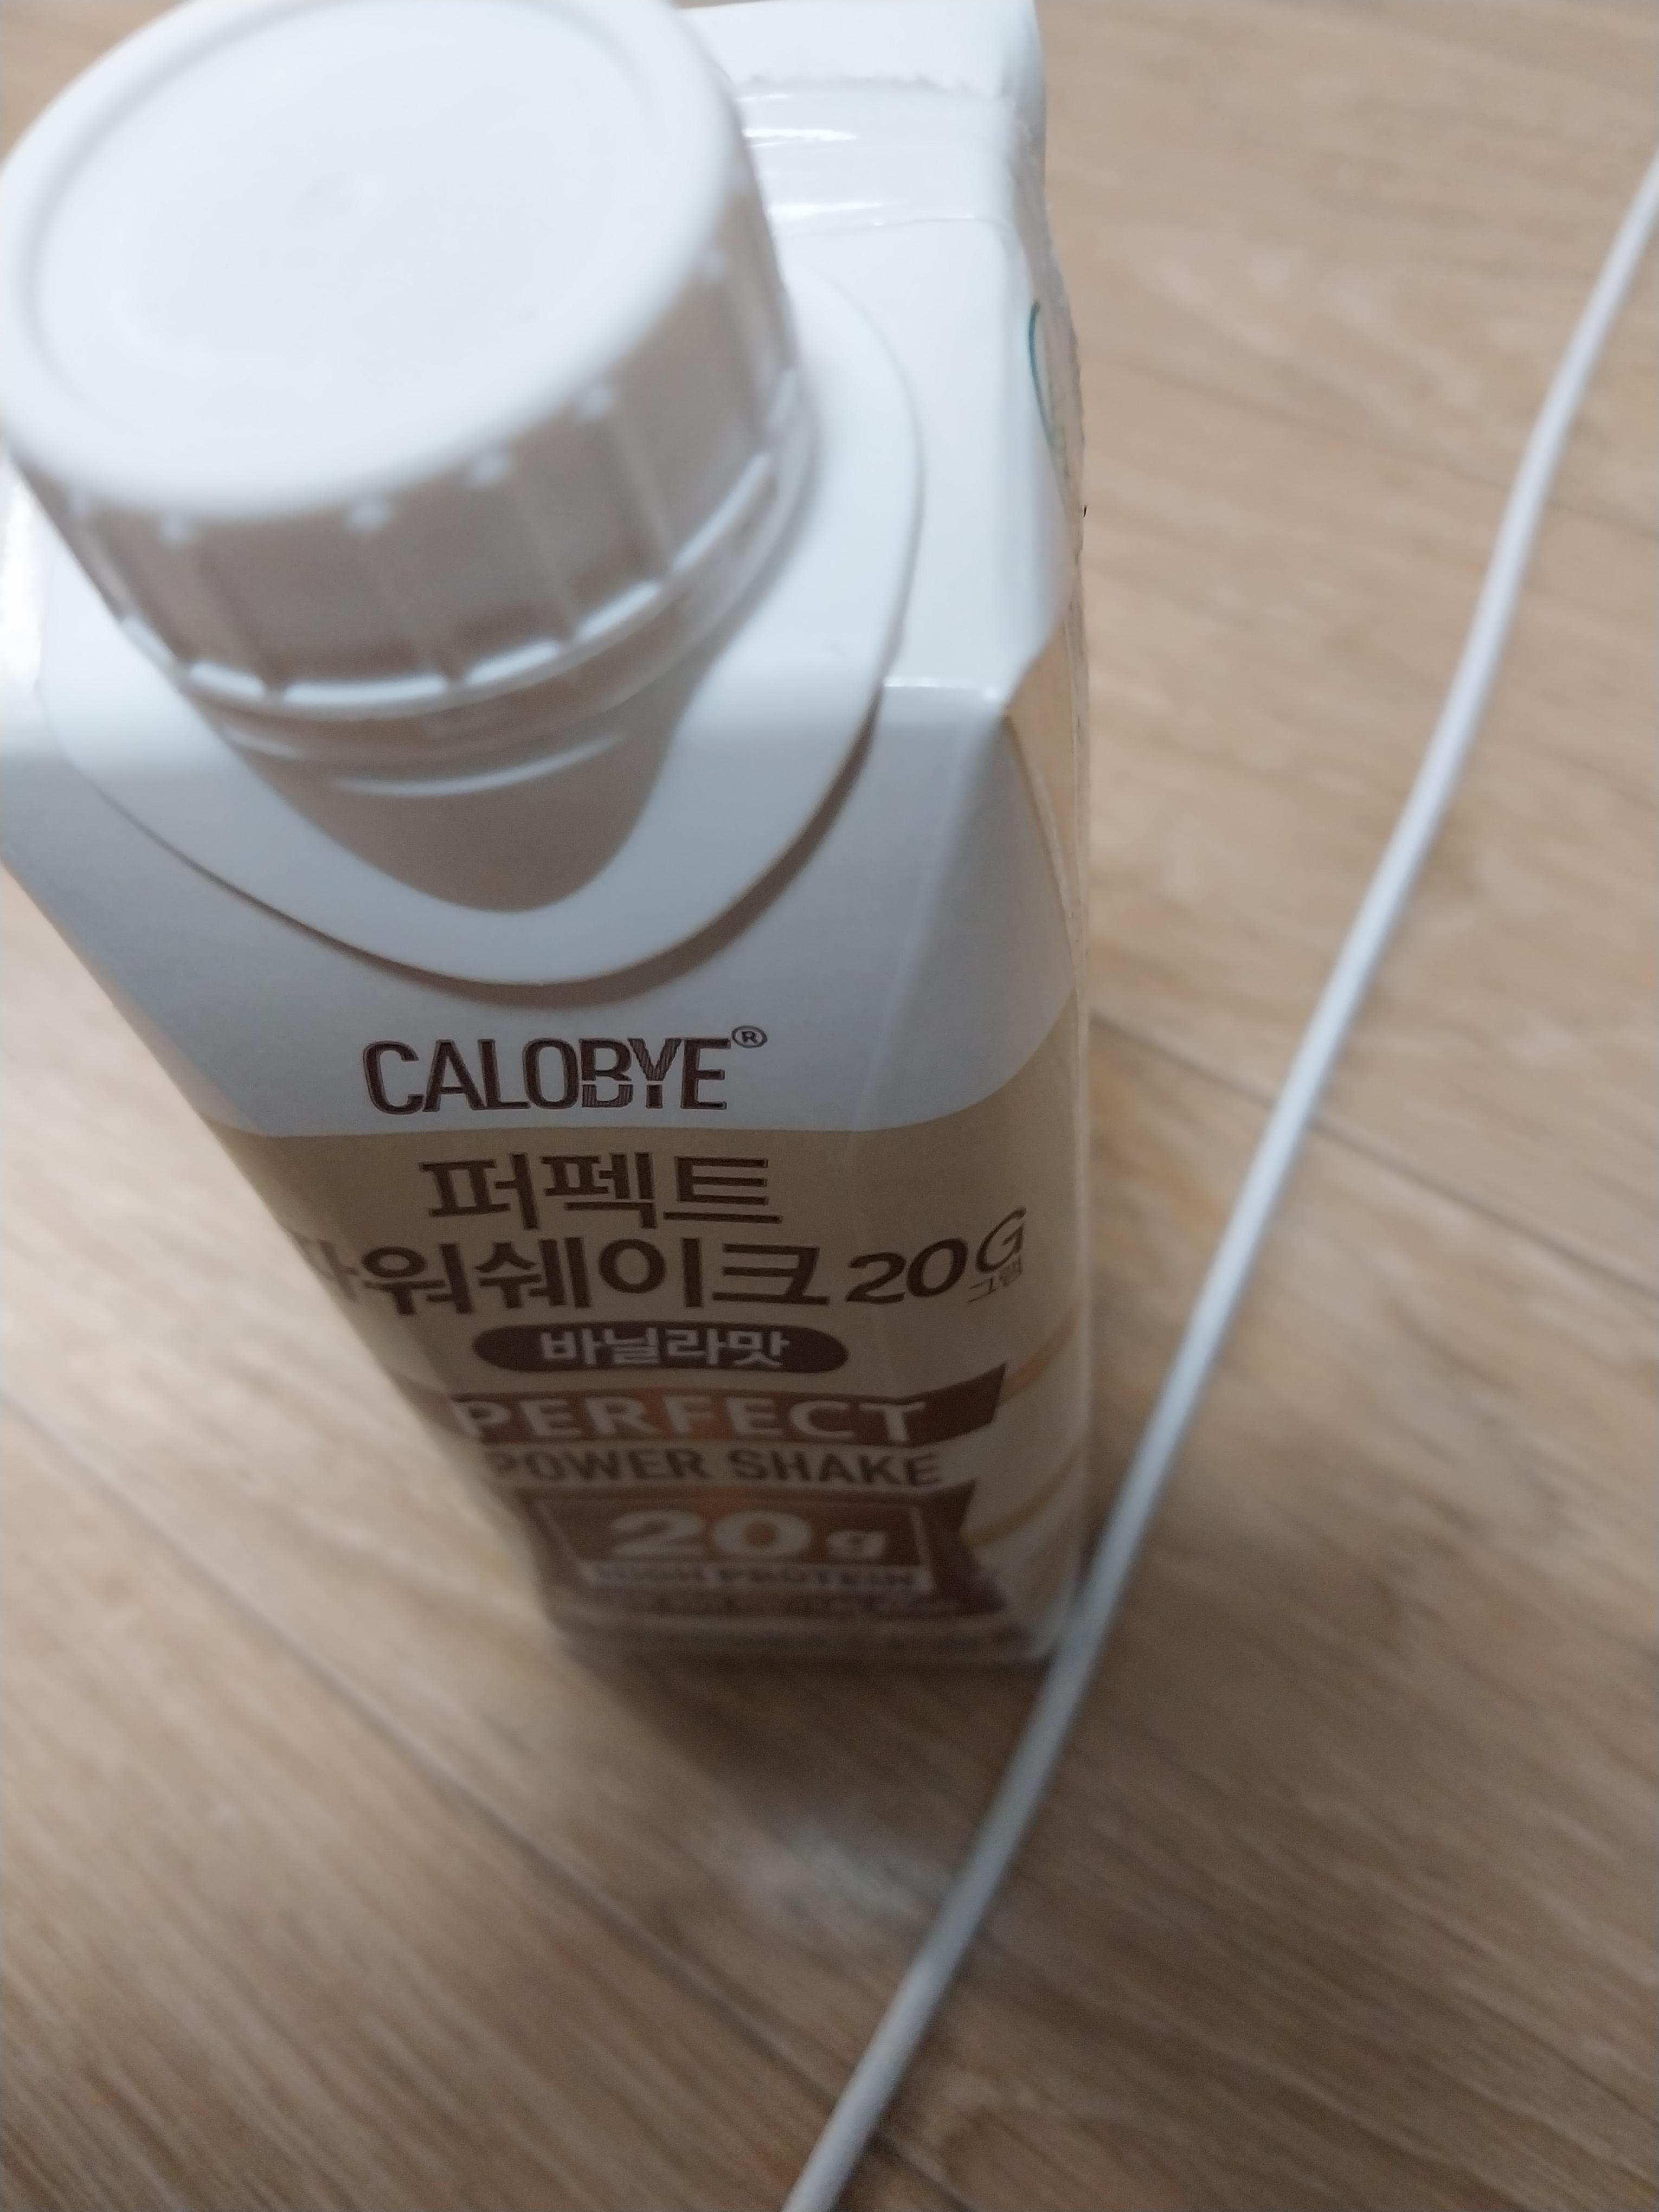 CALOBYE®
퍼펙트
파워쉐이크 20G
그램
바닐라맛
PERFECT
POWER SHAKE
20g
HIGH PROTEIN